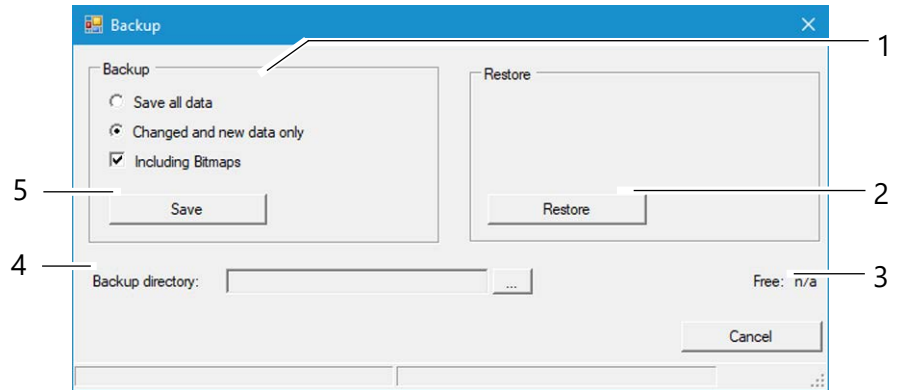 Backup
1
Backup
Restore
Save all data
Changed and new data only
Including Bitmaps
5
Save
Restore
2
4
Backup directory:
...
Free: n/a
3
Cancel